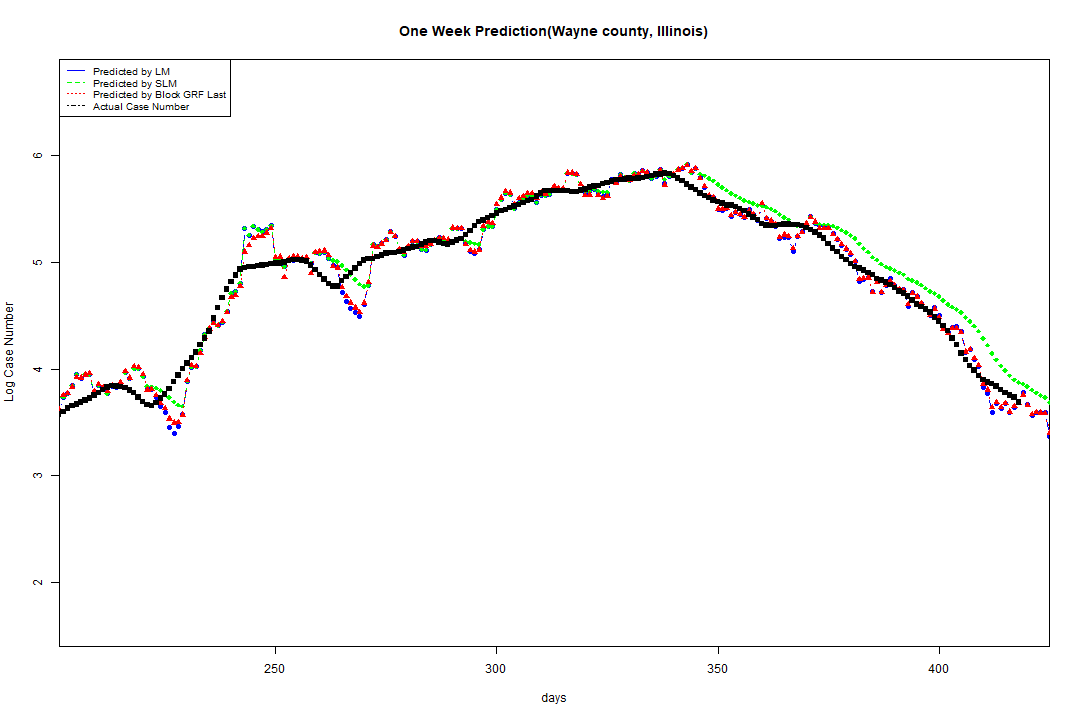 One Week Prediction(Wayne county, Illinois)
Predicted by LM
Predicted by SLM
Predicted by Block GRF Last
Actual Case Number
Log Case Number
6
5
4
3
2
250 300 350 400
days